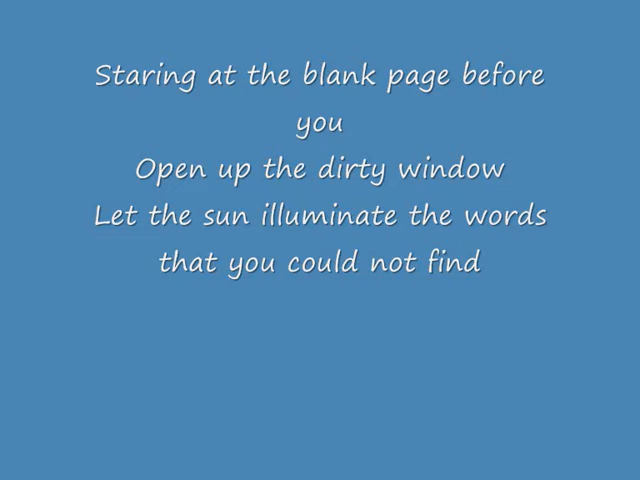 Staring at the blank page before
you
Open up the dirty window
Let the sun illuminate the words
that you could not find